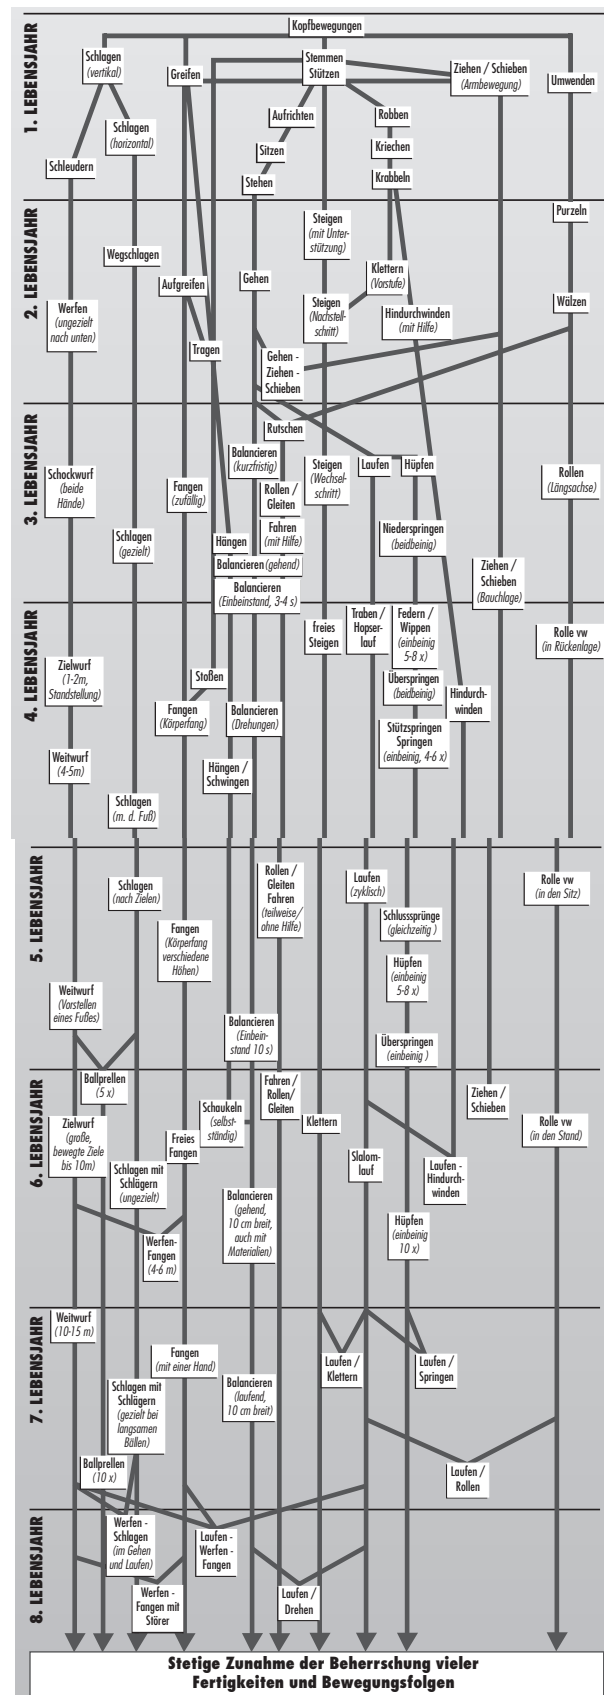 1. LEBENSJAHR
Kopfbewegungen
Schlagen
(vertikal)
Greifen
Stemmen
Stützen
Ziehen / Schieben
(Armbewegung)
Umwenden
Schlagen
(horizontal)
Aufrichten
Robben
Sitzen
Kriechen
Schleudern
Stehen
Krabbeln
2. LEBENSJAHR
Steigen
(mit Unter-
stützung)
Purzeln
Wegschlagen
Aufgreifen
Gehen
Klettern
(Vorstufe)
Werfen
(ungezielt
nach unten)
Steigen
(Nachstell-
schritt)
Hindurchwinden
(mit Hilfe)
Wälzen
Tragen
Gehen -
Ziehen -
Schieben
3. LEBENSJAHR
Rutschen
Balancieren
(kurzfristig)
Steigen
(Wechsel-
schritt)
Laufen
Hüpfen
Schockwurf
(beide
Hände)
Fangen
(zufällig)
Rollen /
Gleiten
Rollen
(Längsachse)
Schlagen
(gezielt)
Hängen
Fahren
(mit Hilfe)
Niederspringen
(beidbeinig)
Balancieren (gehend)
Ziehen /
Schieben
(Bauchlage)
Balancieren
(Einbeinstand, 3-4 s)
4. LEBENSJAHR
freies
Steigen
Traben /
Hopser-
lauf
Federn /
Wippen
(einbeinig
5-8 x)
Rolle vw
(in Rückenlage)
Zielwurf
(1-2m,
Standstellung)
Stoßen
Überspringen
(beidbeinig)
Hindurch-
winden
Fangen
(Körperfang)
Balancieren
(Drehungen)
Stützspringen
Springen
(einbeinig, 4-6 x)
Weitwurf
(4-5m)
Hängen /
Schwingen
Schlagen
(m. d. Fuß)
5. LEBENSJAHR
Schlagen
(nach Zielen)
Rollen /
Gleiten
Fahren
(teilweise/
ohne Hilfe)
Laufen
(zyklisch)
Rolle vw
(in den Sitz)
Fangen
(Körperfang
verschiedene
Höhen)
Schlusssprünge
(gleichzeitig )
Hüpfen
(einbeinig
5-8 x)
Weitwurf
(Vorstellen
eines Fußes)
Balancieren
(Einbein-
stand 10 s)
Überspringen
(einbeinig )
6. LEBENSJAHR
Ballprellen
(5 x)
Fahren /
Rollen/
Gleiten
Ziehen /
Schieben
Zielwurf
(große,
bewegte Ziele
bis 10m)
Schaukeln
(selbst-
ständig)
Klettern
Rolle vw
(in den Stand)
Freies
Fangen
Slalom-
lauf
Laufen -
Hindurch-
winden
Schlagen mit
Schlägern
(ungezielt)
Balancieren
(gehend,
10 cm breit,
auch mit
Materialien)
Hüpfen
(einbeinig
10 x)
Werfen-
Fangen
(4-6 m)
7. LEBENSJAHR
Weitwurf
(10-15 m)
Fangen
(mit einer Hand)
Laufen /
Klettern
Laufen /
Springen
Schlagen mit
Schlägern
(gezielt bei
langsamen
Bällen)
Balancieren
(laufend,
10 cm breit)
Ballprellen
(10 x)
Laufen /
Rollen
8. LEBENSJAHR
Werfen -
Schlagen
(im Gehen
und Laufen)
Laufen -
Werfen -
Fangen
Werfen -
Fangen mit
Störer
Laufen /
Drehen
Stetige Zunahme der Beherrschung vieler
Fertigkeiten und Bewegungsfolgen